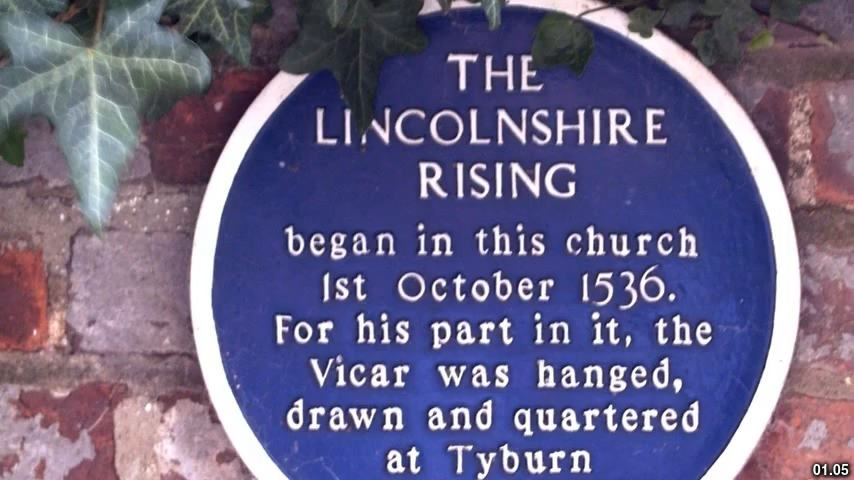 THE
LINCOLNSHIRE
RISING
began in this church
1st October 1536.
For his part in it, the
Vicar was hanged,
drawn and quartered
at Tyburn
01.05